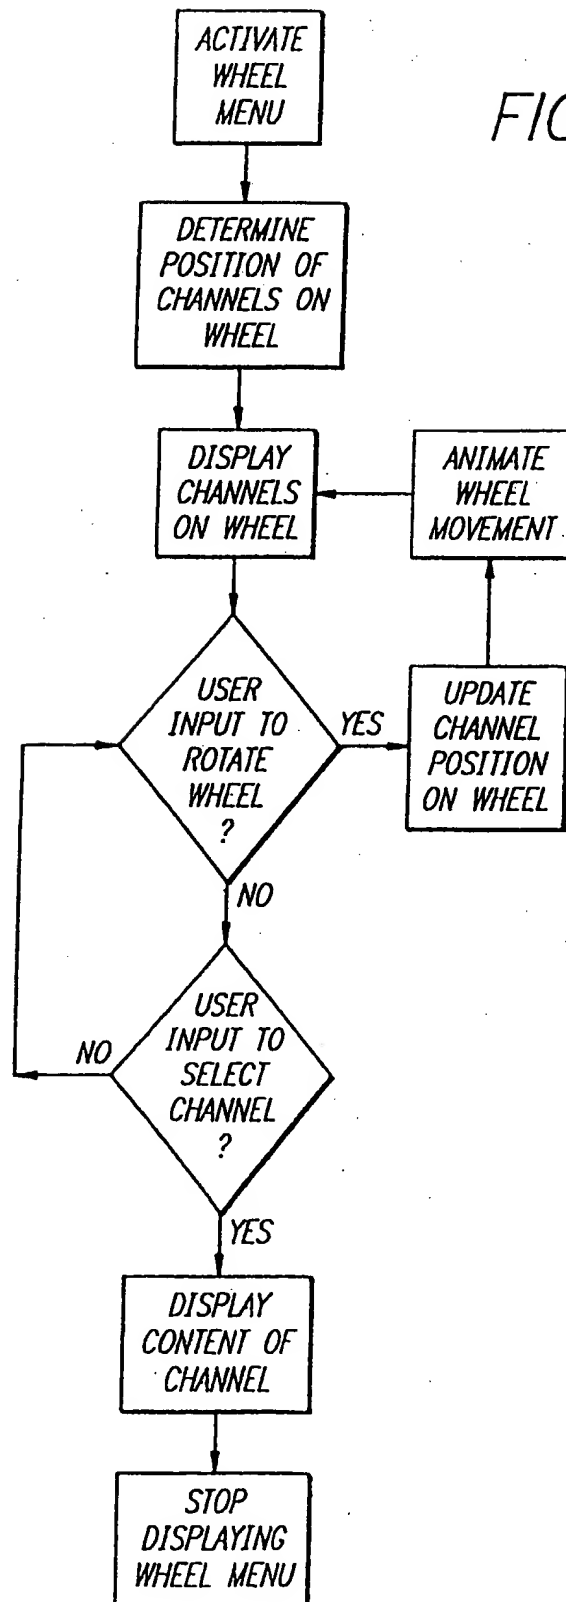 ACTIVATE
WHEEL
MENU
FIG
DETERMINE
POSITION OF
CHANNELS ON
WHEEL
DISPLAY
CHANNELS
ON WHEEL
ANIMATE
WHEEL
MOVEMENT
USER
INPUT TO
ROTATE
WHEEL
?
YES
UPDATE
CHANNEL
POSITION
ON WHEEL
NO
USER
INPUT TO
SELECT
CHANNEL
?
NO
YES
DISPLAY
CONTENT OF
CHANNEL
STOP
DISPLAYING
WHEEL MENU